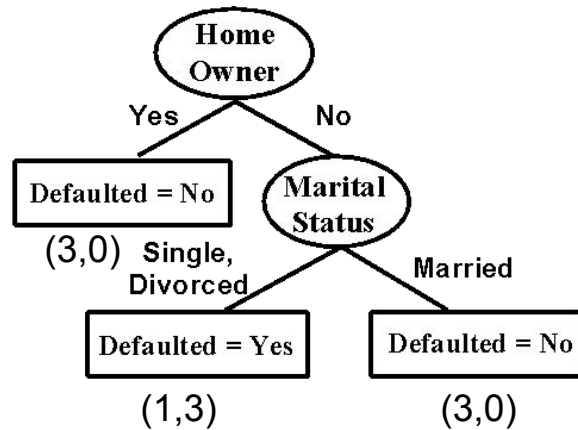 Home
Owner
Yes
No
Defaulted = No
Marital
Status
(3,0)
Single,
Divorced
Married
Defaulted = Yes
Defaulted = No
(1,3)
(3,0)